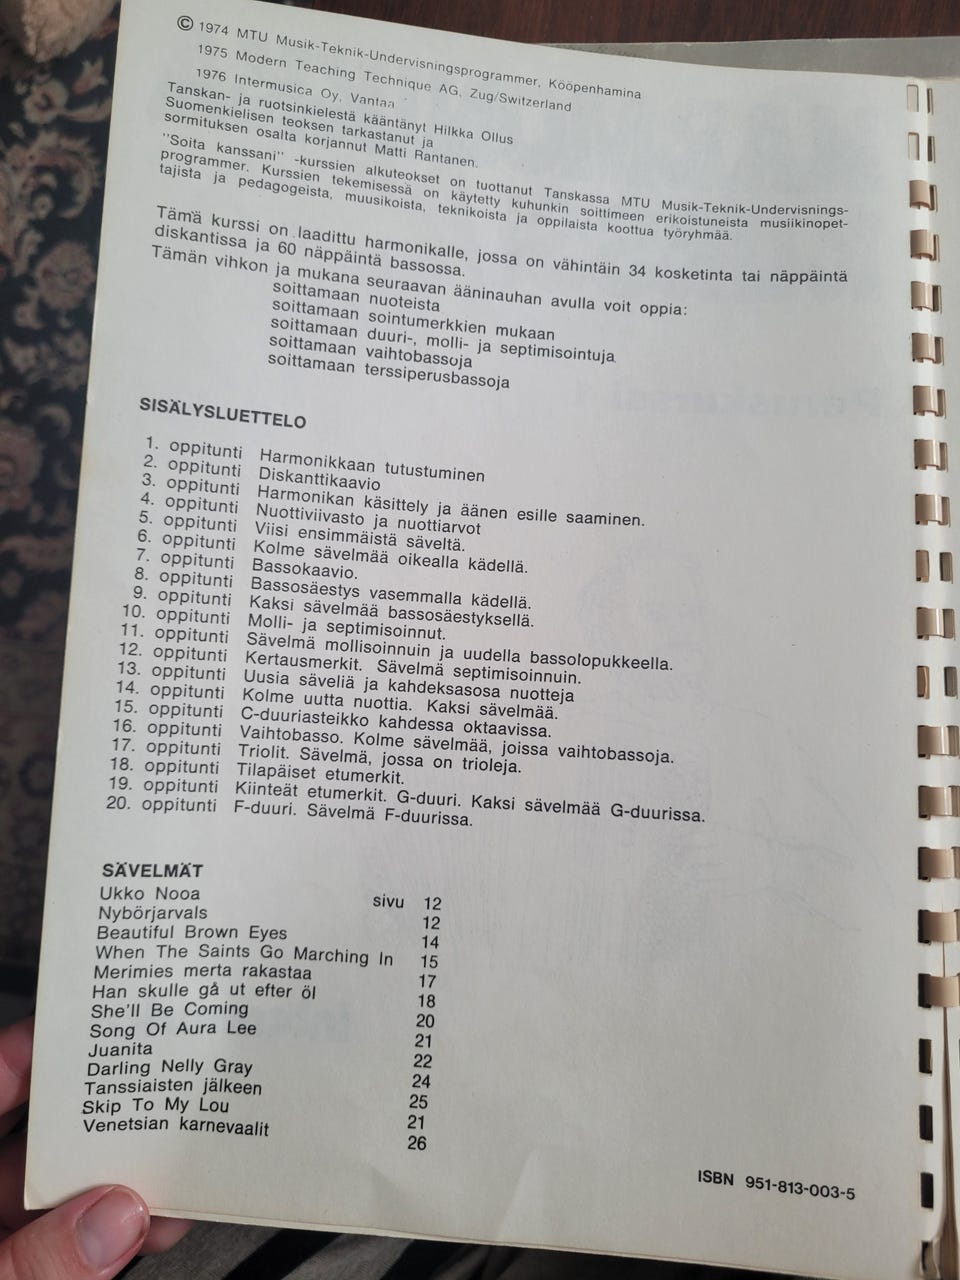 © 1974 MTU Musik-Teknik-Undervisningsprogrammer, Kööpenhamina
1975 Modern Teaching Technique AG, Zug/Switzerland
1976 Intermusica Oy, Vantaa
Tanskan- ja ruotsinkielestä kääntänyt Hilkka Ollus
Suomenkielisen teoksen tarkastanut ja
sormituksen osalta korjannut Matti Rantanen.
"Soita kanssani" -kurssien alkuteokset on tuottanut Tanskassa MTU Musik-Teknik-Undervisnings-
programmer. Kurssien tekemisessä on käytetty kuhunkin soittimeen erikoistuneista musiikinopet-
tajista ja pedagogeista, muusikoista, teknikoista ja oppilaista koottua työryhmää.
Tämä kurssi on laadittu harmonikalle, jossa on vähintäin 34 kosketinta tai näppäintä
diskantissa ja 60 näppäintä bassossa.
Tämän vihkon ja mukana seuraavan ääninauhan avulla voit oppia:
soittamaan nuoteista
soittamaan sointumerkkien mukaan
soittamaan duuri-, molli- ja septimisointuja
soittamaan vaihtobassoja
soittamaan terssiperusbassoja
SISÄLYSLUETTELO
1. oppitunti Harmonikkaan tutustuminen
2. oppitunti Diskanttikaavio
3. oppitunti Harmonikan käsittely ja äänen esille saaminen.
4. oppitunti Nuottiviivasto ja nuottiarvot
5. oppitunti Viisi ensimmäistä säveltä.
6. oppitunti Kolme sävelmää oikealla kädellä.
7. oppitunti Bassokaavio.
8. oppitunti Bassosäestys vasemmalla kädellä.
9. oppitunti Kaksi sävelmää bassosäestyksellä.
10. oppitunti Molli- ja septimisoinnut.
11. oppitunti Sävelmä mollisoinnuin ja uudella bassolopukkeella.
12. oppitunti Kertausmerkit. Sävelmä septimisoinnuin.
13. oppitunti Uusia säveliä ja kahdeksasosa nuotteja
14. oppitunti Kolme uutta nuottia. Kaksi sävelmää.
15. oppitunti C-duuriasteikko kahdessa oktaavissa.
16. oppitunti Vaihtobasso. Kolme sävelmää, joissa vaihtobassoja.
17. oppitunti Triolit. Sävelmä, jossa on trioleja.
18. oppitunti Tilapäiset etumerkit.
19. oppitunti Kiinteät etumerkit. G-duuri. Kaksi sävelmää G-duurissa.
20. oppitunti F-duuri. Sävelmä F-duurissa.
SÄVELMÄT
Ukko Nooa sivu 12
Nybörjarvals 12
Beautiful Brown Eyes 14
When The Saints Go Marching In 15
Merimies merta rakastaa 17
Han skulle gå ut efter öl 18
She'll Be Coming 20
Song Of Aura Lee 21
Juanita 22
Darling Nelly Gray 24
Tanssiaisten jälkeen 25
Skip To My Lou 21
Venetsian karnevaalit 26
ISBN 951-813-003-5